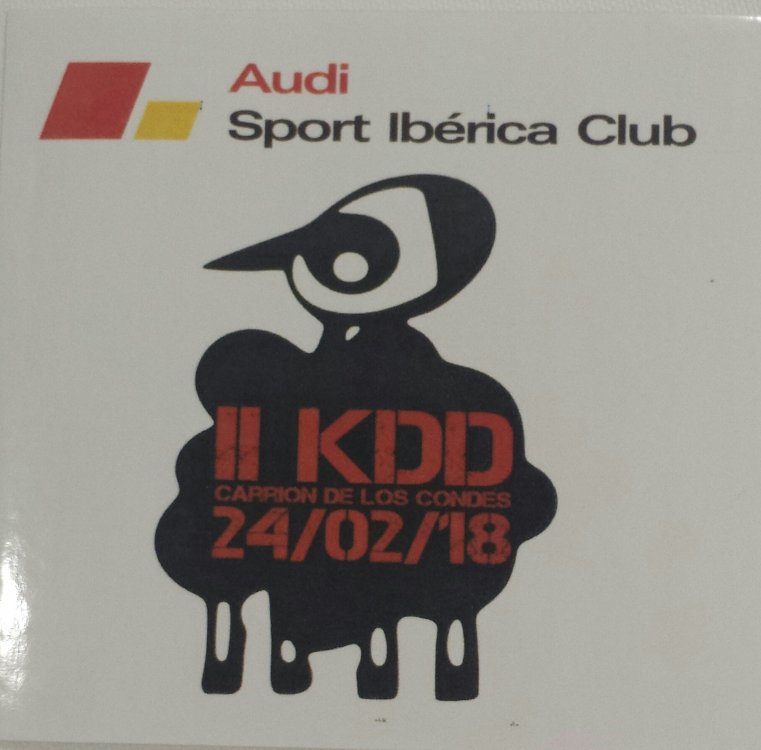 Audi
Sport Ibérica Club
II KDD
CARRION DE LOS CONDES
24/02/18